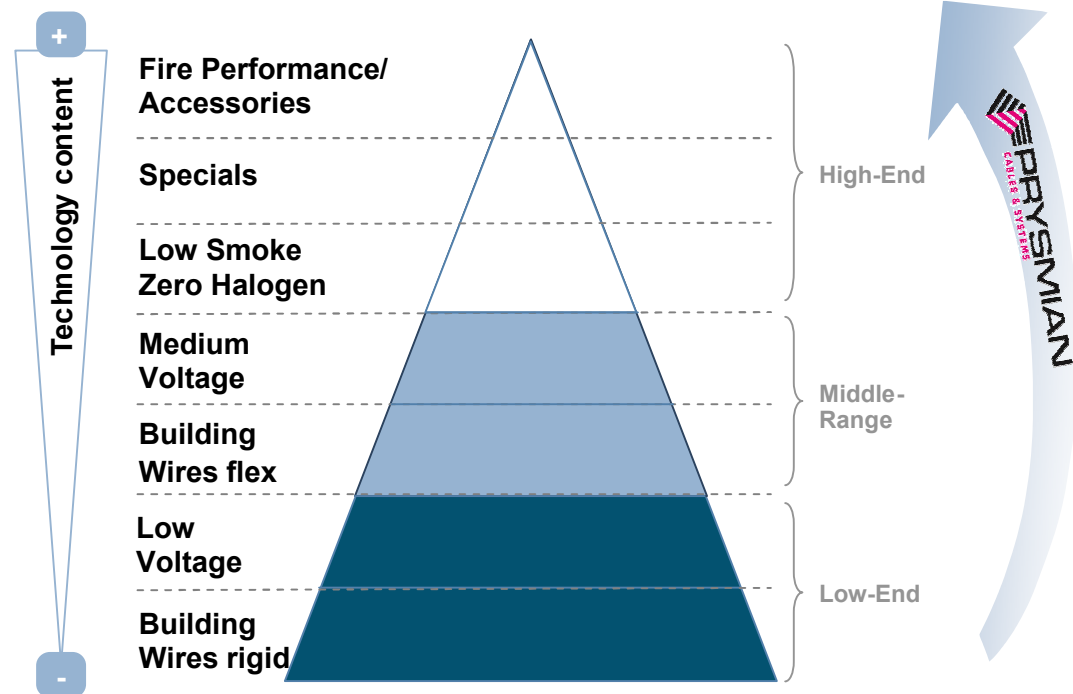 +
Technology content
-
Fire Performance/
Accessories
Specials
Low Smoke
Zero Halogen
Medium
Voltage
Building
Wires flex
Low
Voltage
Building
Wires rigid
High-End
Middle-
Range
Low-End
PRYSMIAN
CABLES & SYSTEMS